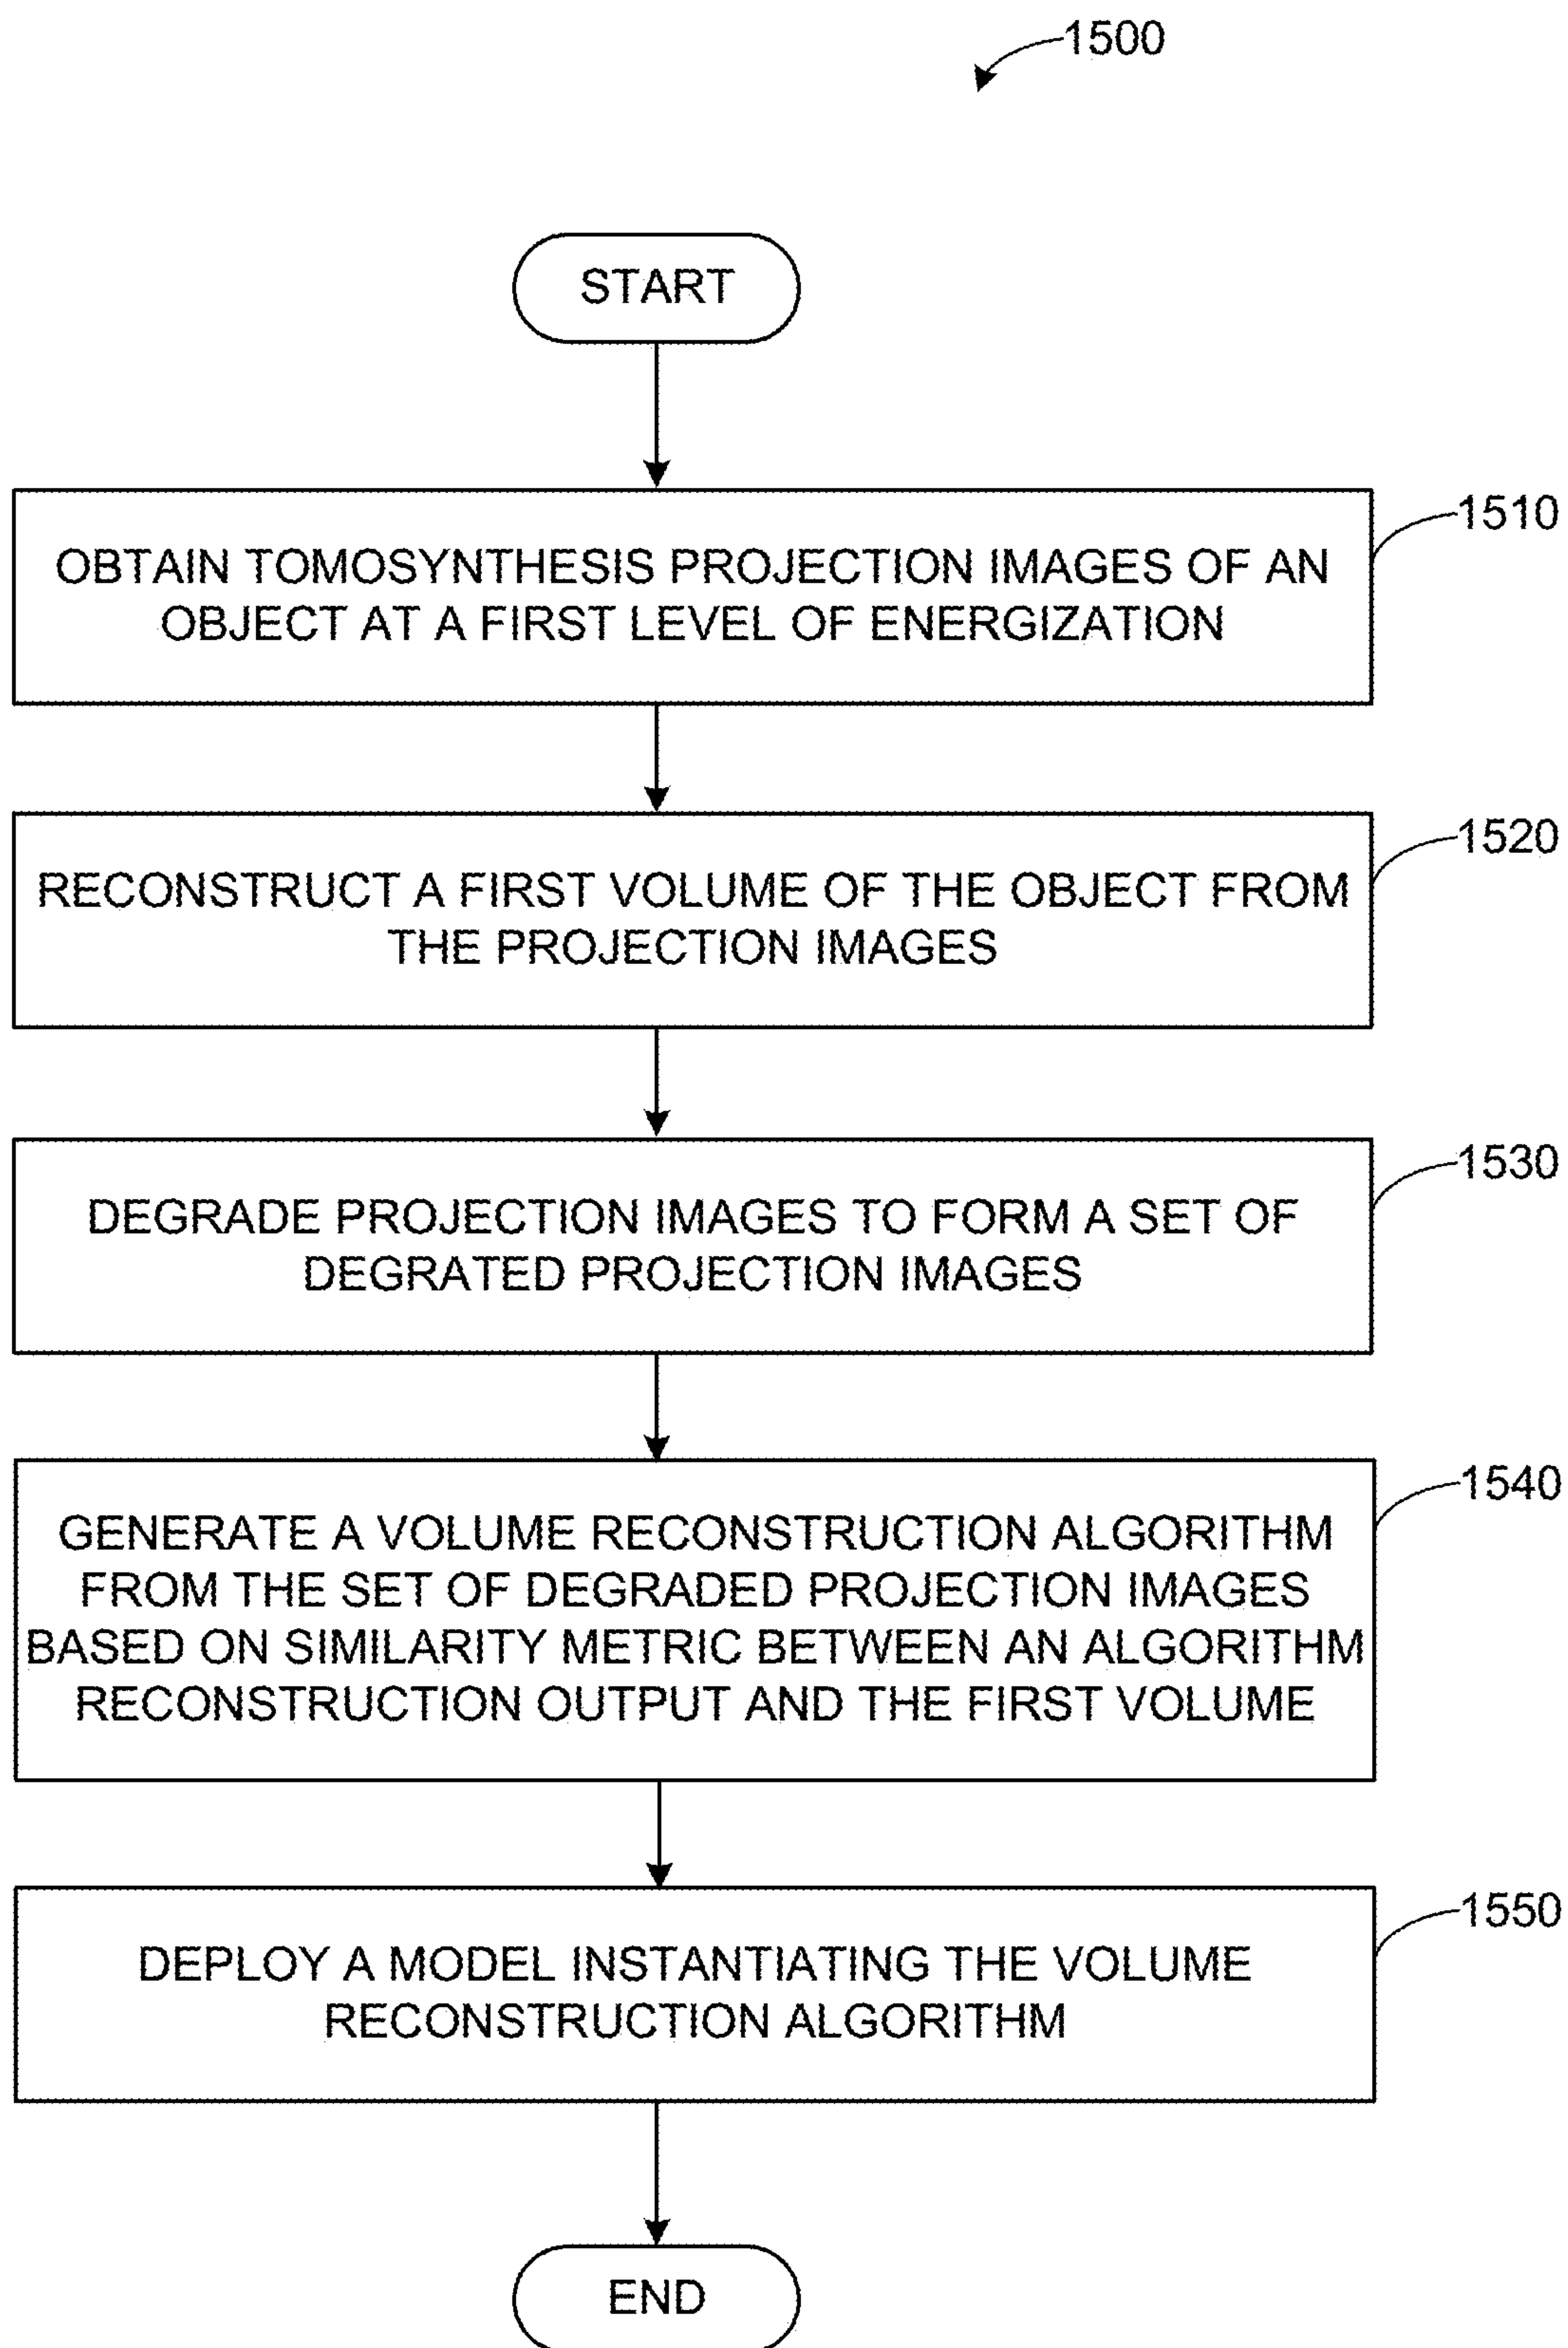 1500
START
1510
OBTAIN TOMOSYNTHESIS PROJECTION IMAGES OF AN
OBJECT AT A FIRST LEVEL OF ENERGIZATION
1520
RECONSTRUCT A FIRST VOLUME OF THE OBJECT FROM
THE PROJECTION IMAGES
1530
DEGRADE PROJECTION IMAGES TO FORM A SET OF
DEGRATED PROJECTION IMAGES
1540
GENERATE A VOLUME RECONSTRUCTION ALGORITHM
FROM THE SET OF DEGRADED PROJECTION IMAGES
BASED ON SIMILARITY METRIC BETWEEN AN ALGORITHM
RECONSTRUCTION OUTPUT AND THE FIRST VOLUME
1550
DEPLOY A MODEL INSTANTIATING THE VOLUME
RECONSTRUCTION ALGORITHM
END